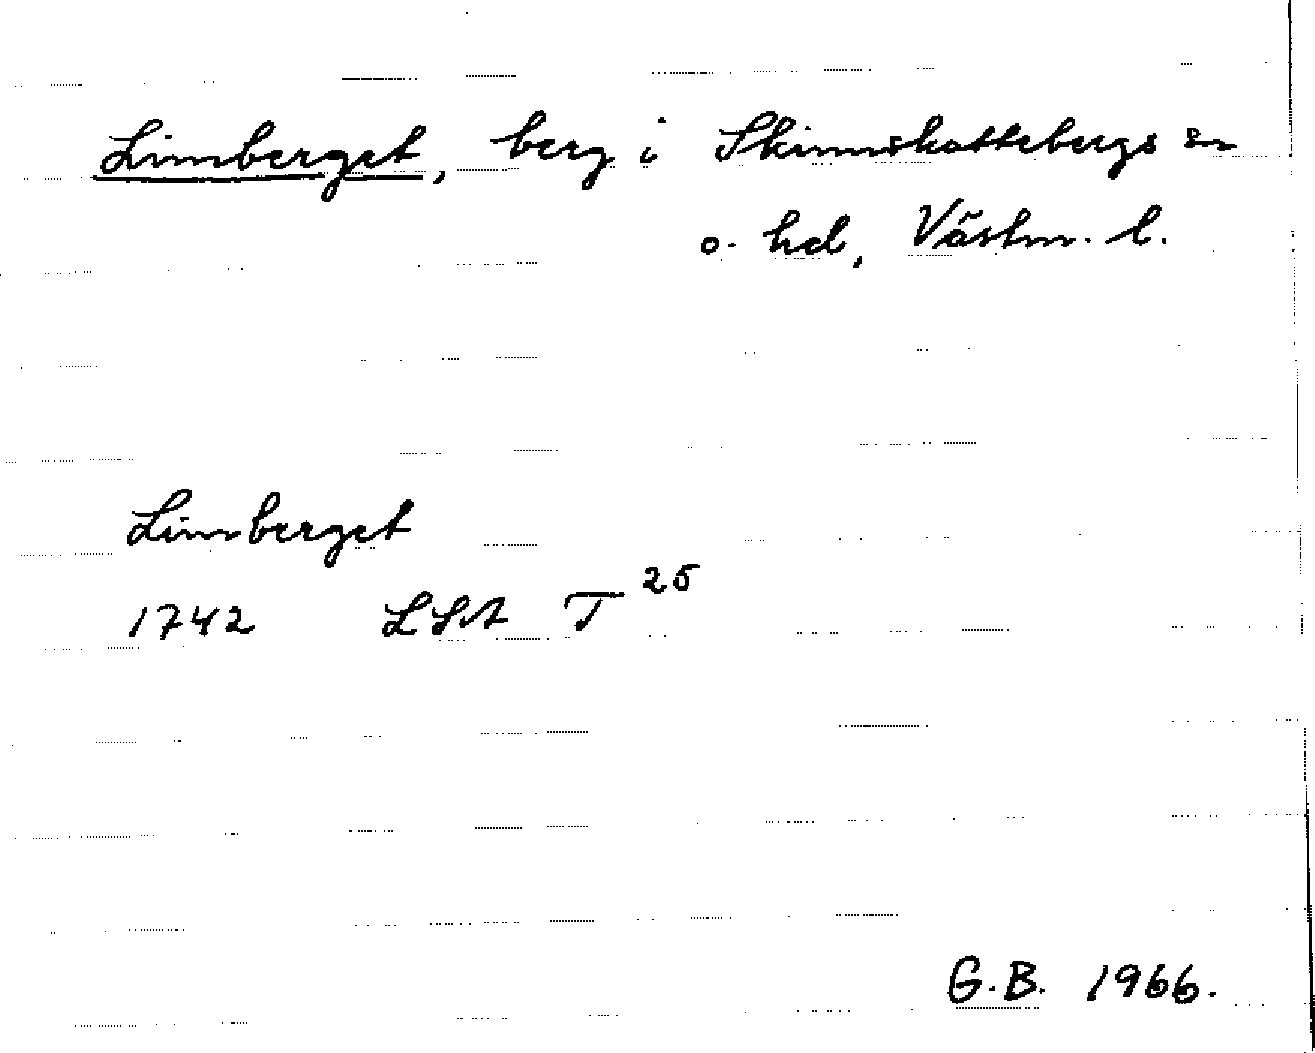 Limberget, berg i Skinnskattebergs sn
o. hd, Västm. l.
Limberget
1742 LSA T 25
G.B. 1966.